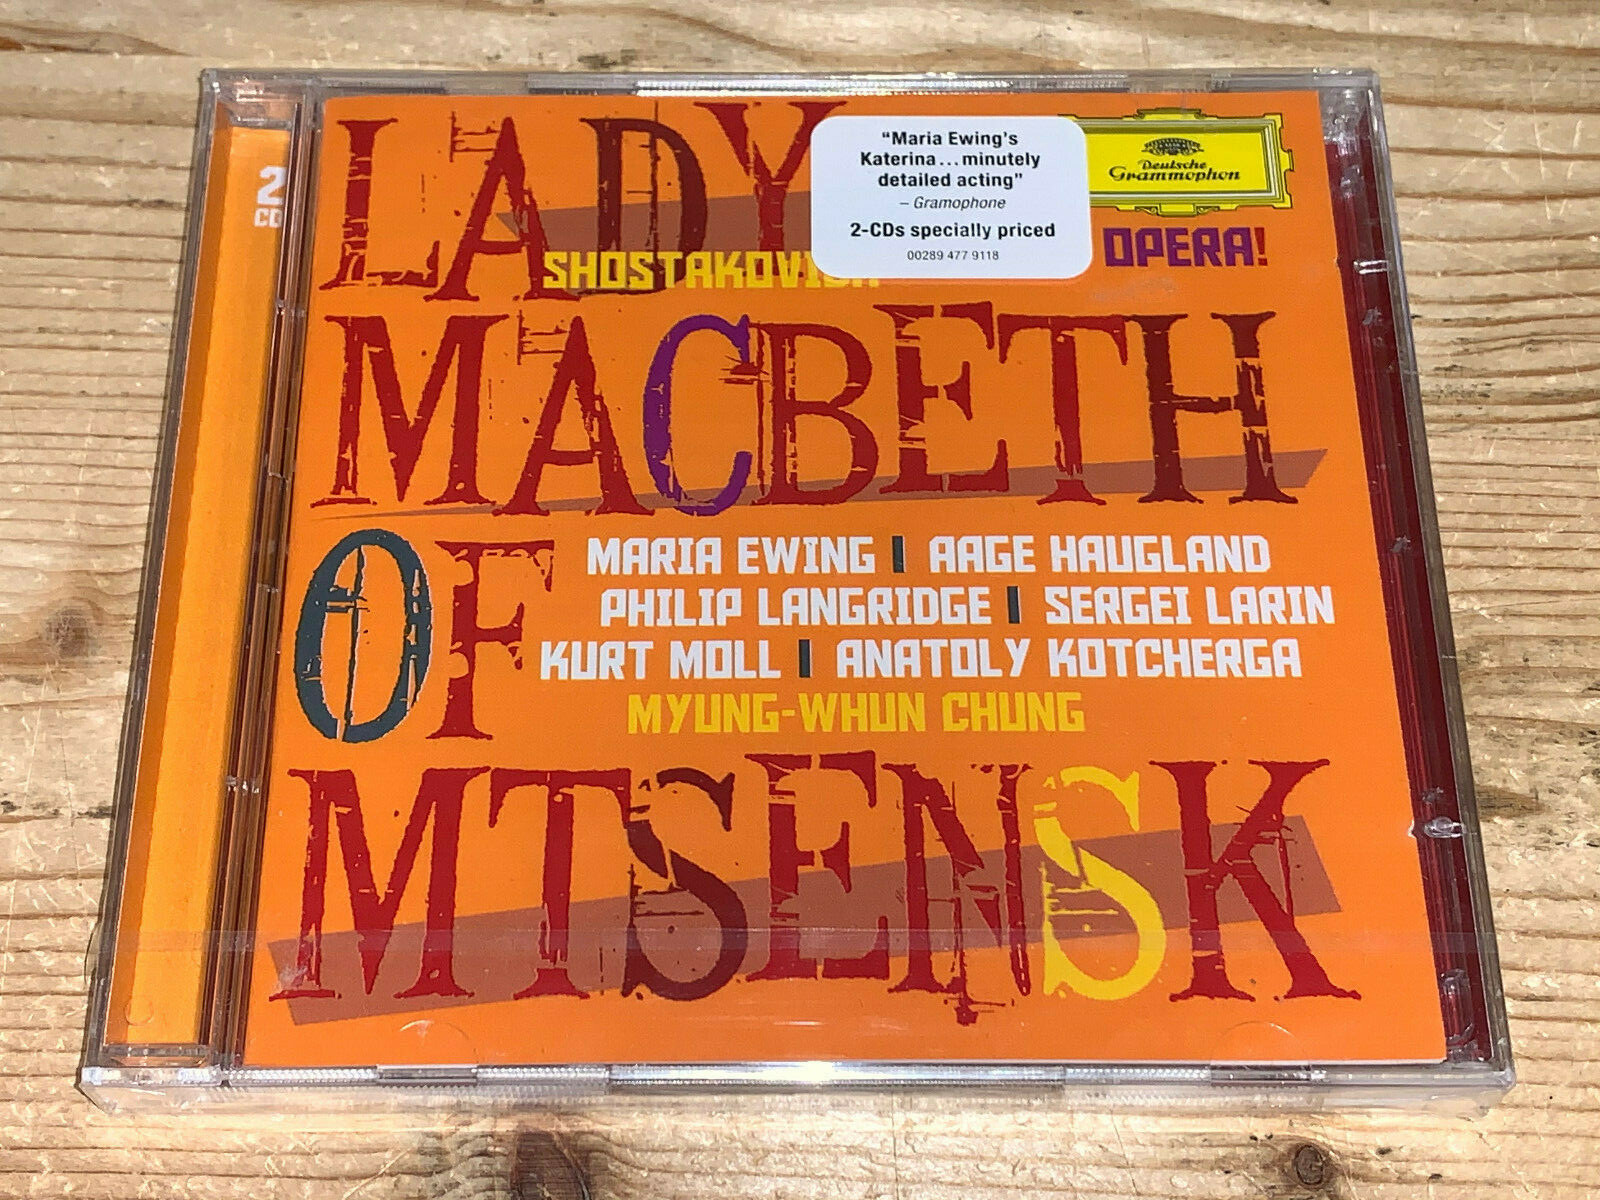 2
CD
LADY
"Maria Ewing's
Katerina...minutely
detailed acting"
– Gramophone
2-CDs specially priced
00289 477 9118
Deutsche
Grammophon
OPERA!
SHOSTAKOVICH
MACBETH
OF
MARIA EWING | AAGE HAUGLAND
PHILIP LANGRIDGE | SERGEI LARIN
KURT MOLL | ANATOLY KOTCHERGA
MYUNG-WHUN CHUNG
MTSENSK